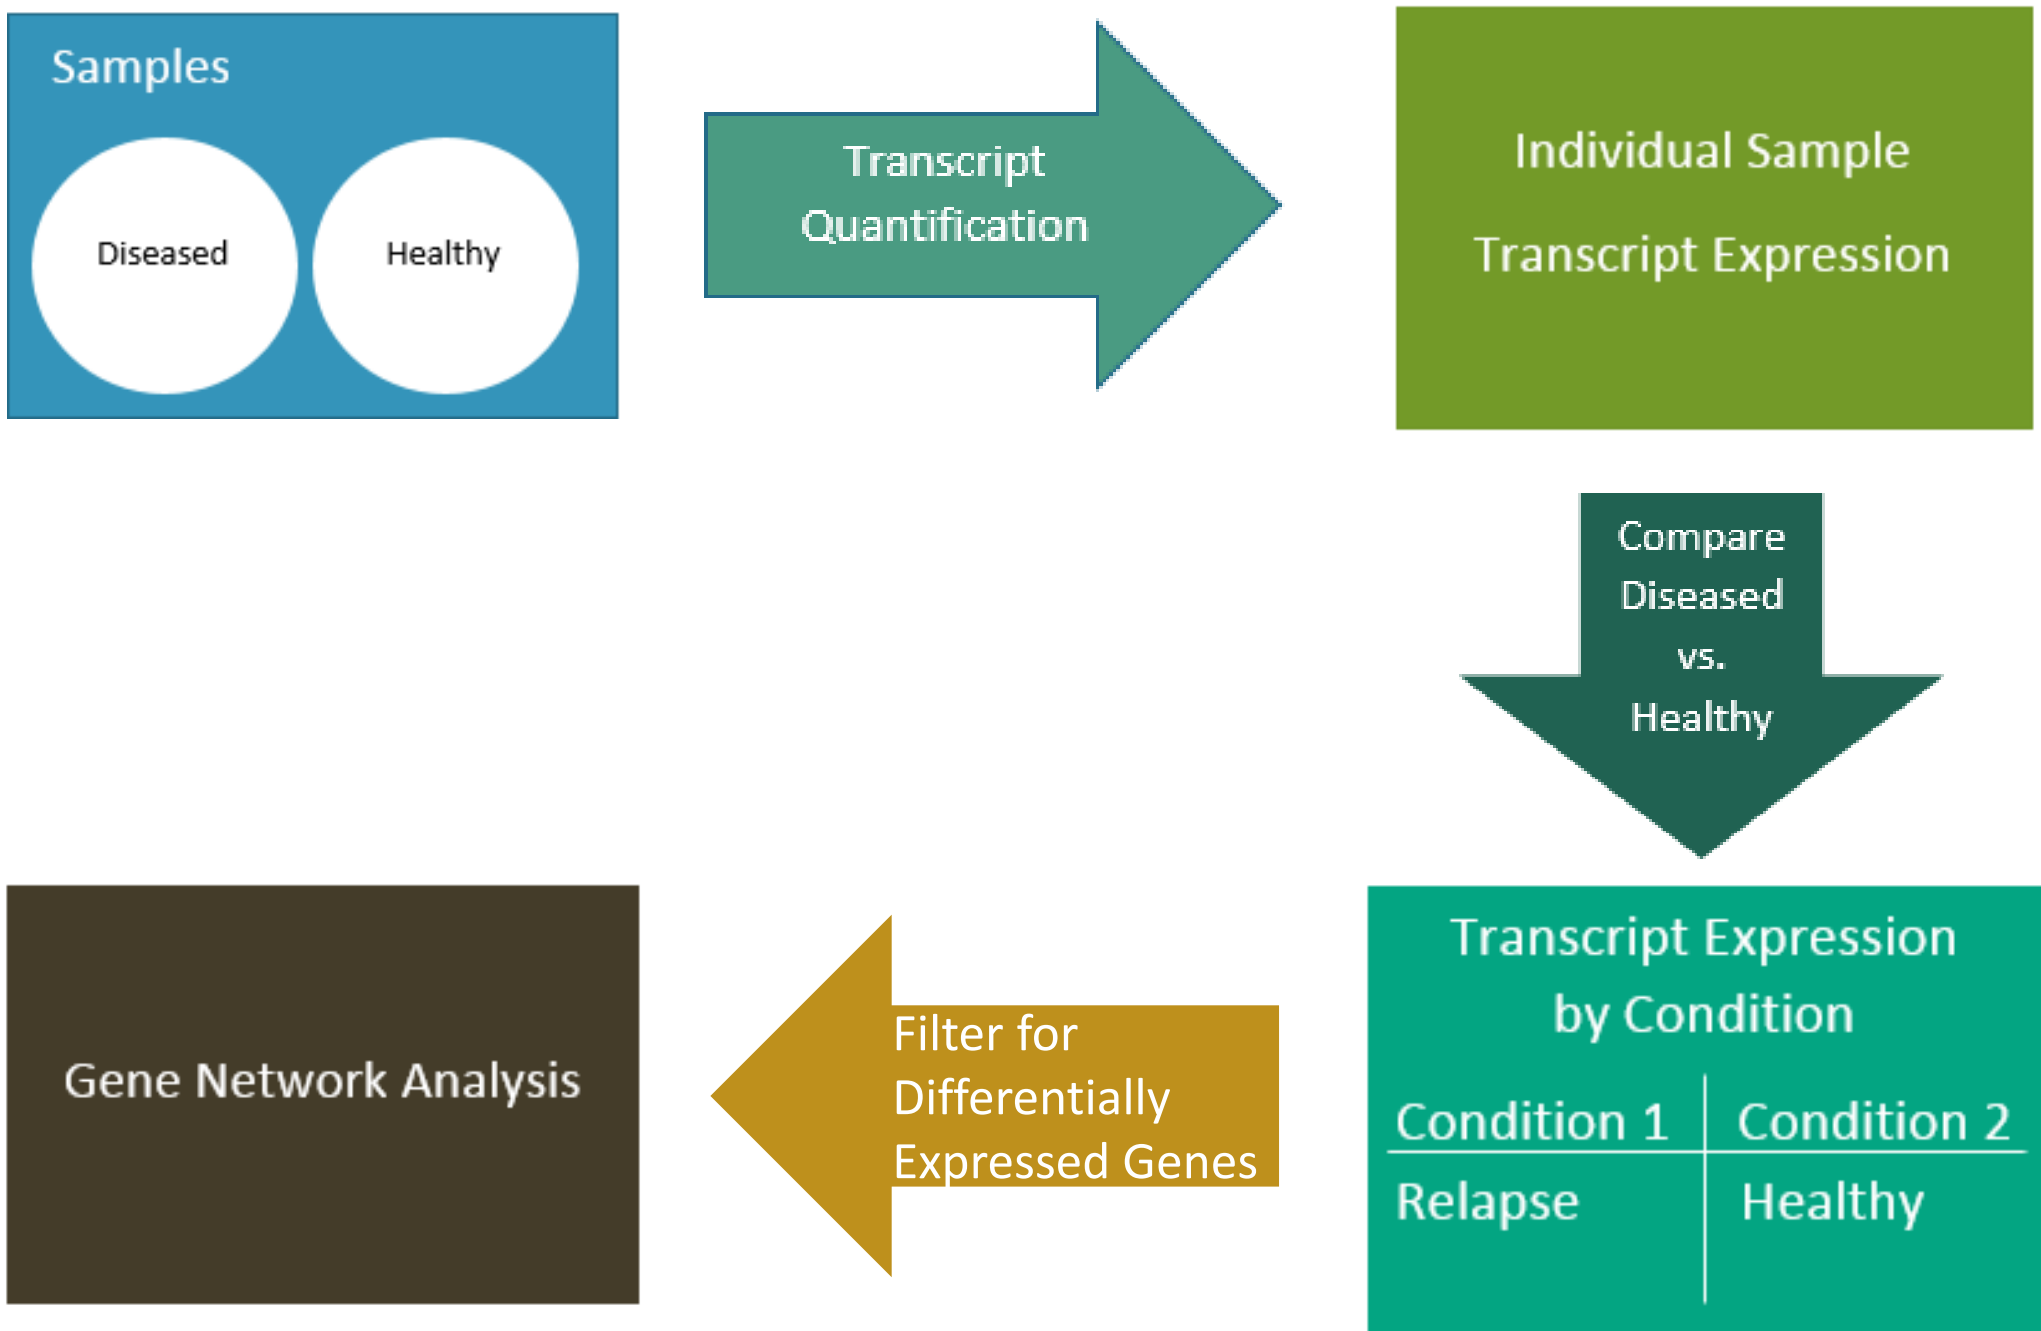 Samples
Diseased
Healthy
Transcript
Quantification
Individual Sample
Transcript Expression
Compare
Diseased
vs.
Healthy
Transcript Expression
by Condition
Condition 1
Condition 2
Relapse
Healthy
Filter for
Differentially
Expressed Genes
Gene Network Analysis